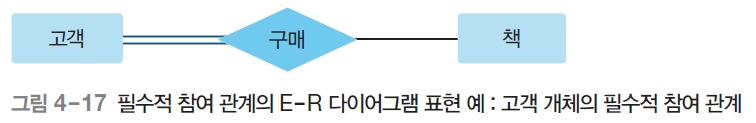 고객 구매 책
그림 4-17 필수적 참여 관계의 E-R 다이어그램 표현 예 : 고객 개체의 필수적 참여 관계